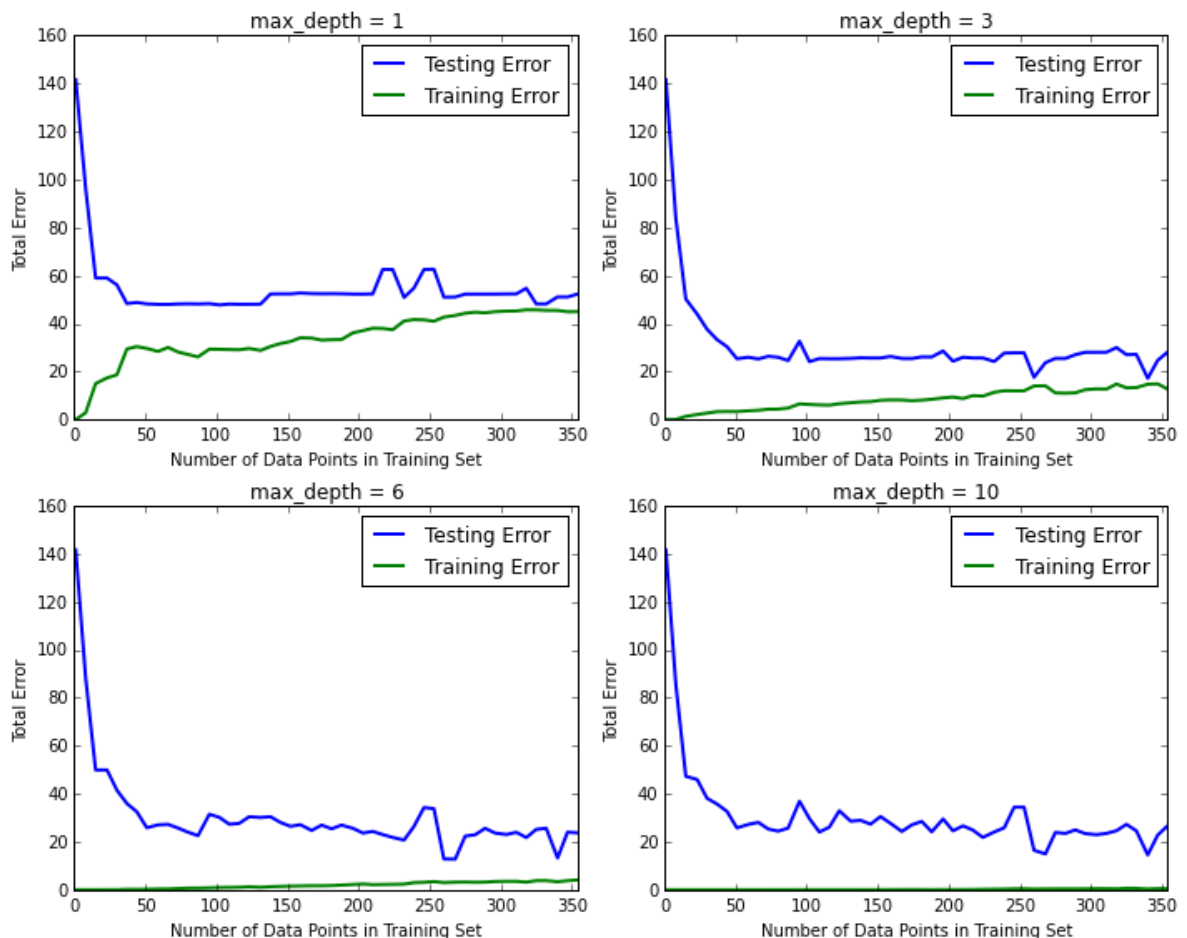 max_depth = 1
160
140
120
100
80
60
40
20
0
Total Error
Testing Error
Training Error
0 50 100 150 200 250 300 350
Number of Data Points in Training Set
max_depth = 3
160
140
120
100
80
60
40
20
0
Total Error
Testing Error
Training Error
0 50 100 150 200 250 300 350
Number of Data Points in Training Set
max_depth = 6
160
140
120
100
80
60
40
20
0
Total Error
Testing Error
Training Error
0 50 100 150 200 250 300 350
Number of Data Points in Training Set
max_depth = 10
160
140
120
100
80
60
40
20
0
Total Error
Testing Error
Training Error
0 50 100 150 200 250 300 350
Number of Data Points in Training Set